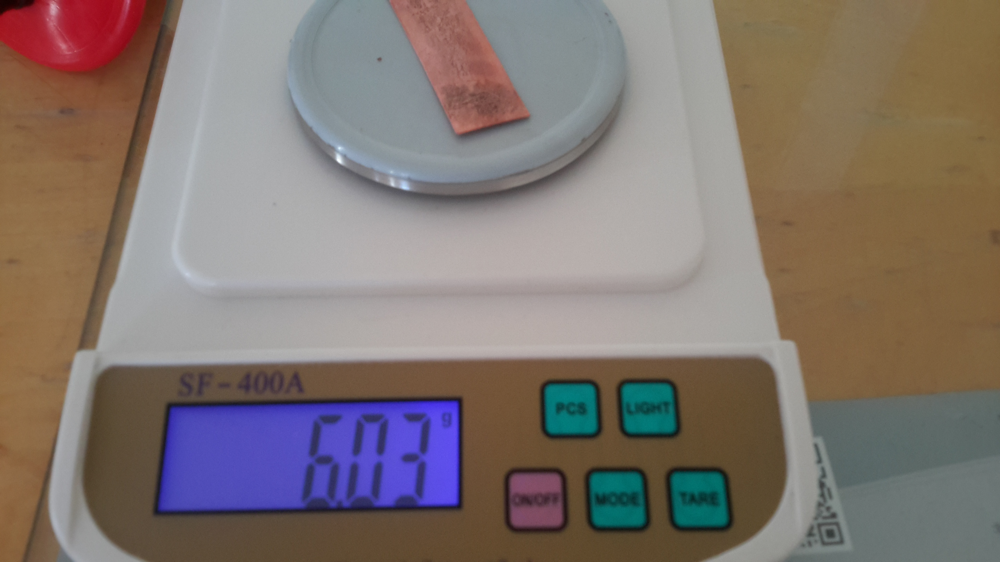 SF-400A
6.03 g
PCS LIGHT
ON/OFF MODE TARE